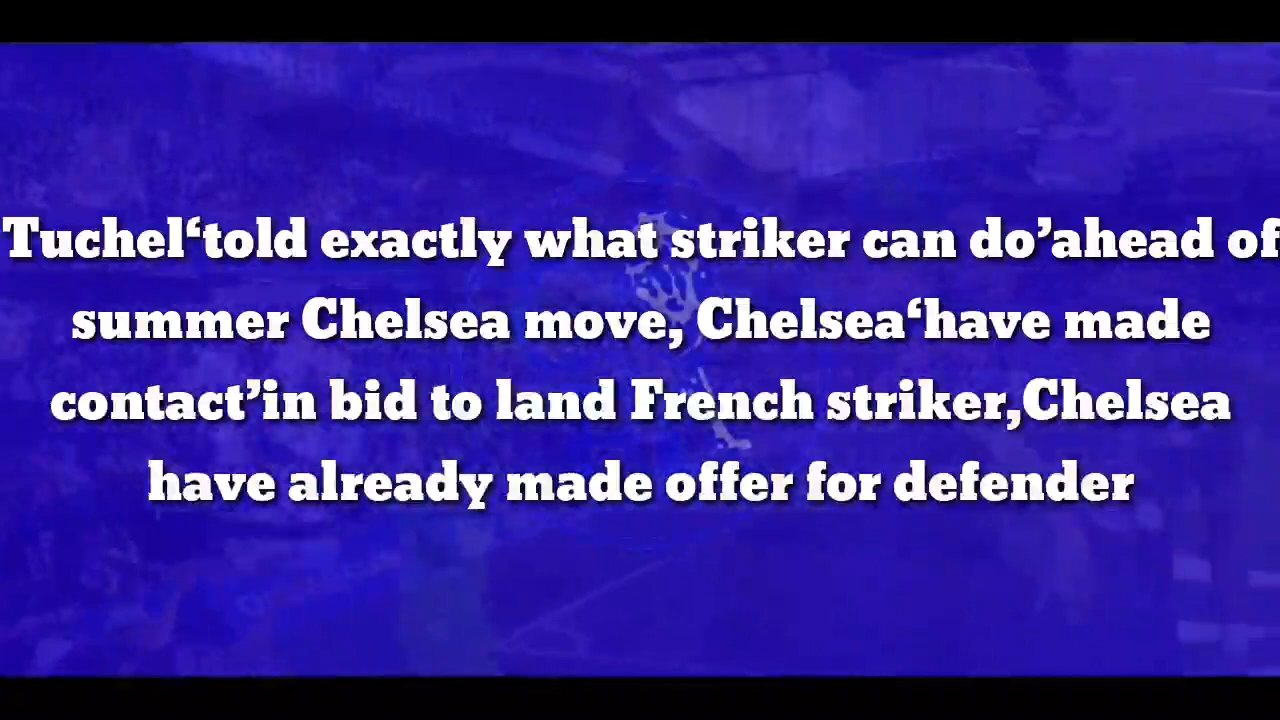 Tuchel‘told exactly what striker can do’ahead of
summer Chelsea move, Chelsea‘have made
contact’in bid to land French striker,Chelsea
have already made offer for defender